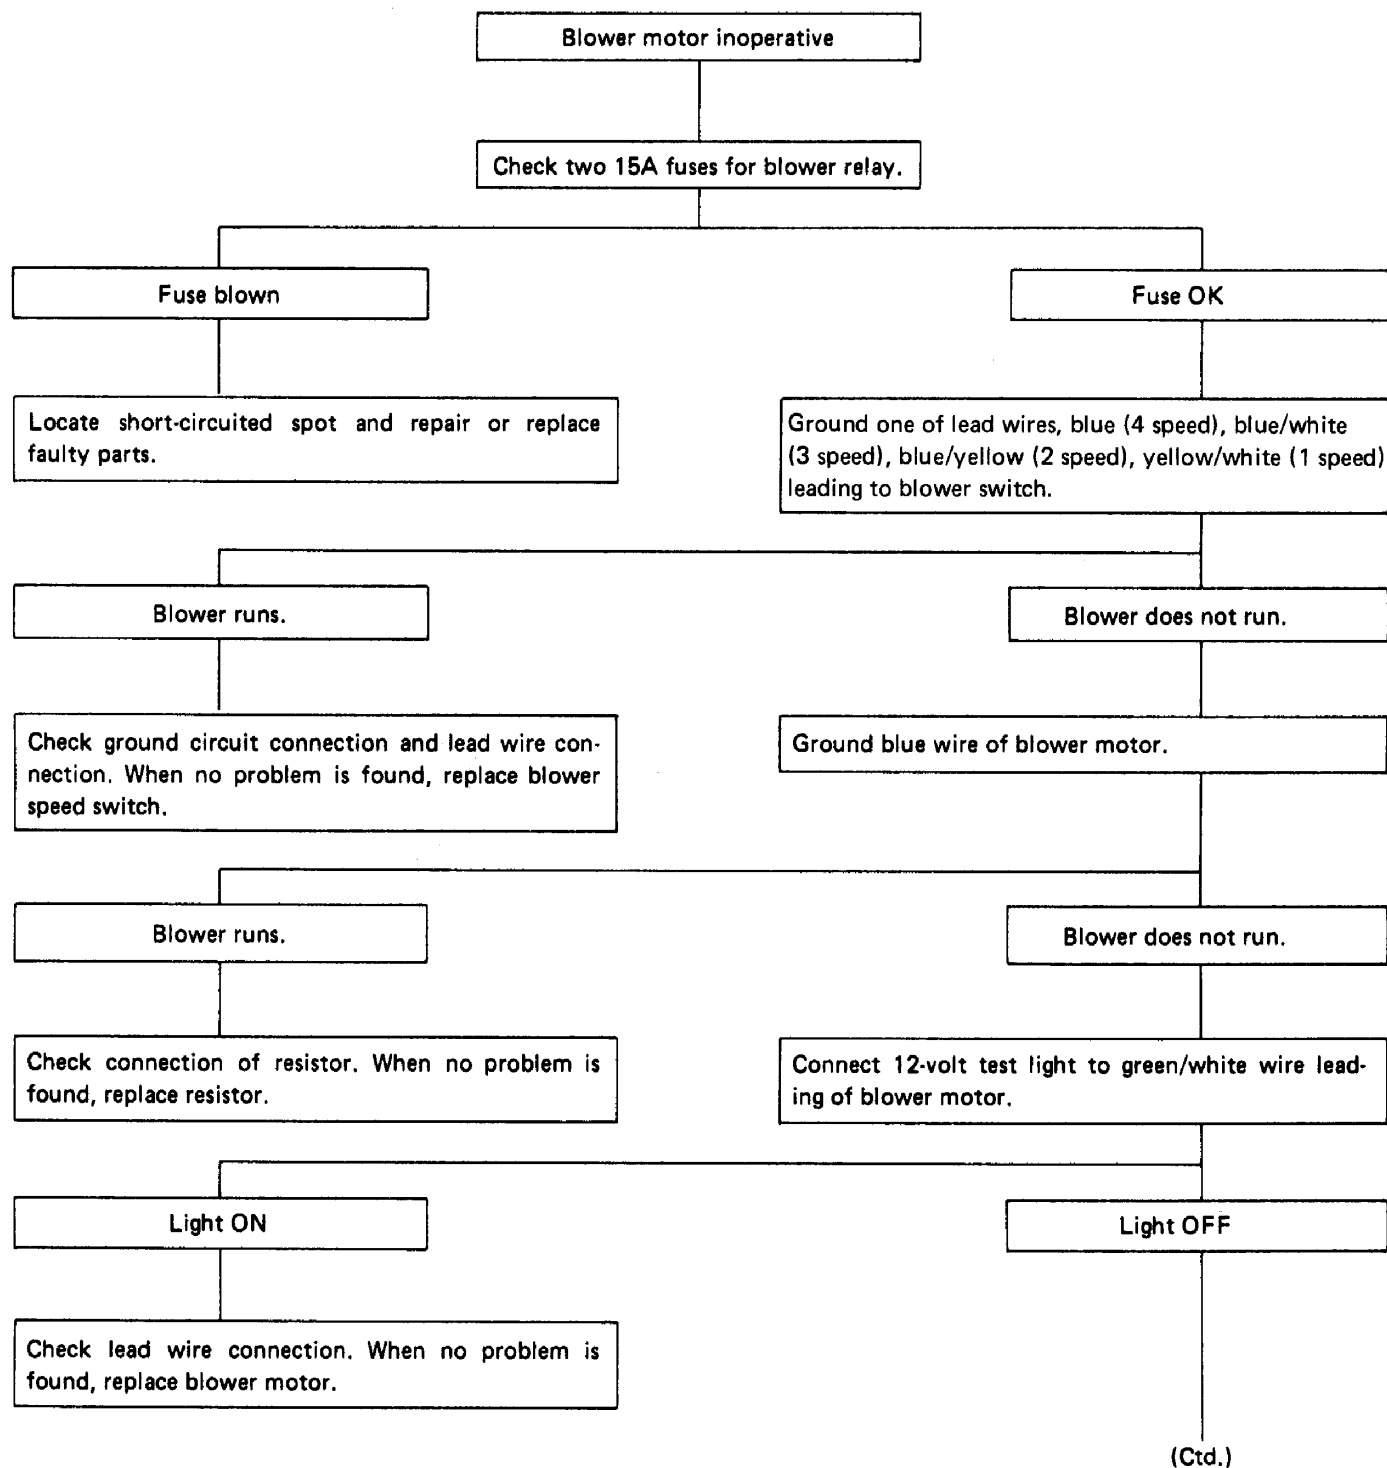 Blower motor inoperative
Check two 15A fuses for blower relay.
Fuse blown
Fuse OK
Locate short-circuited spot and repair or replace
faulty parts.
Ground one of lead wires, blue (4 speed), blue/white
(3 speed), blue/yellow (2 speed), yellow/white (1 speed)
leading to blower switch.
Blower runs.
Blower does not run.
Check ground circuit connection and lead wire con-
nection. When no problem is found, replace blower
speed switch.
Ground blue wire of blower motor.
Blower runs.
Blower does not run.
Check connection of resistor. When no problem is
found, replace resistor.
Connect 12-volt test light to green/white wire lead-
ing of blower motor.
Light ON
Light OFF
Check lead wire connection. When no problem is
found, replace blower motor.
(Ctd.)